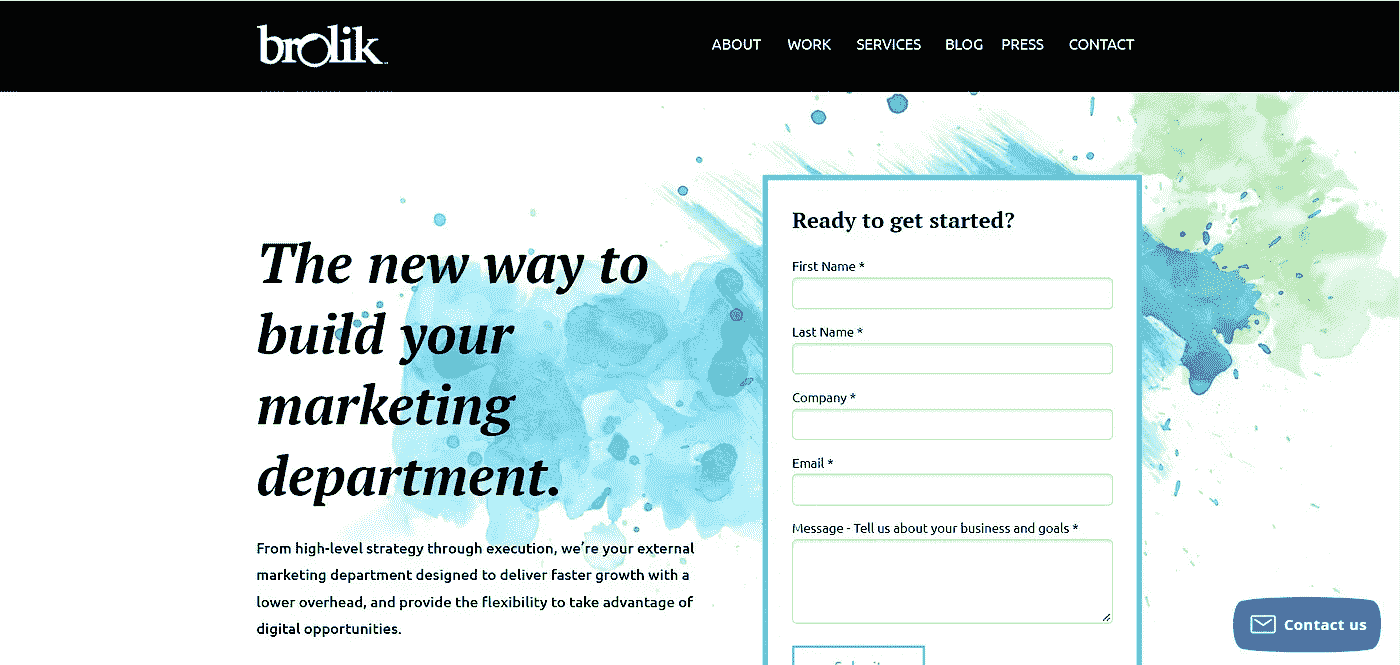 brolik
ABOUT WORK SERVICES BLOG PRESS CONTACT
The new way to
build your
marketing
department.
From high-level strategy through execution, we're your external
marketing department designed to deliver faster growth with a
lower overhead, and provide the flexibility to take advantage of
digital opportunities.
Ready to get started?
First Name *
Last Name *
Company *
Email *
Message - Tell us about your business and goals *
Contact us